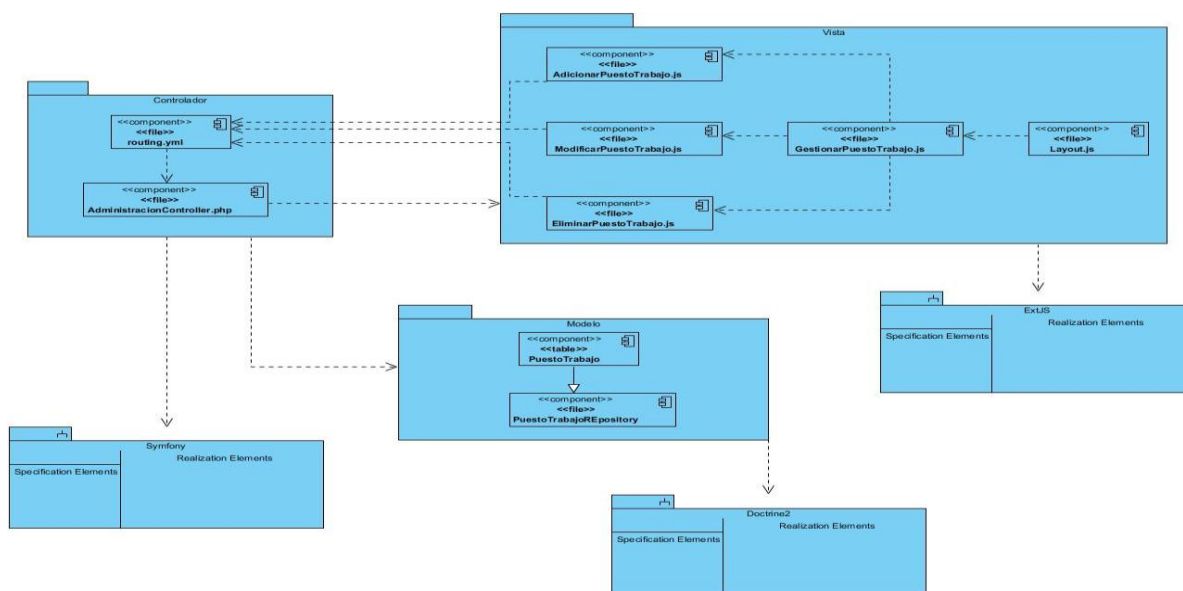 Vista
<<component>>
<<file>>
AdicionarPuestoTrabajo.js
<<component>>
<<file>>
ModificarPuestoTrabajo.js
<<component>>
<<file>>
GestionarPuestoTrabajo.js
<<component>>
<<file>>
Layout.js
<<component>>
<<file>>
EliminarPuestoTrabajo.js
Controlador
<<component>>
<<file>>
routing.yml
<<component>>
<<file>>
AdministracionController.php
ExtJS
Specification Elements
Realization Elements
Modelo
<<component>>
<<table>>
PuestoTrabajo
<<component>>
<<file>>
PuestoTrabajoREpository
Symfony
Specification Elements
Realization Elements
Doctrine2
Specification Elements
Realization Elements